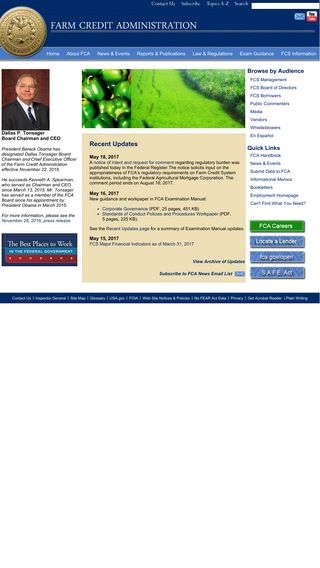 Contact Us Subscribe Topics A-Z Search
FARM CREDIT ADMINISTRATION
Home About FCA News & Events Reports & Publications Law & Regulations Exam Guidance FCS Information
Dallas P. Tonsager
Board Chairman and CEO
President Barack Obama has
designated Dallas Tonsager Board
Chairman and Chief Executive Officer
of the Farm Credit Administration
effective November 22, 2016.
He succeeds Kenneth A. Spearman,
who served as Chairman and CEO
since March 13, 2015. Mr. Tonsager
has served as a member of the FCA
Board since his appointment by
President Obama in March 2015.
For more information, please see the
November 28, 2016, press release.
The Best Places to Work
IN THE FEDERAL GOVERNMENT
Recent Updates
May 18, 2017
A notice of intent and request for comment regarding regulatory burden was
published today in the Federal Register. The notice solicits input on the
appropriateness of FCA's regulatory requirements on Farm Credit System
institutions, including the Federal Agricultural Mortgage Corporation. The
comment period ends on August 16, 2017.
May 16, 2017
New guidance and workpaper in FCA Examination Manual:
• Corporate Governance (PDF, 25 pages, 451 KB)
• Standards of Conduct Policies and Procedures Workpaper (PDF,
5 pages, 225 KB)
See the Recent Updates page for a summary of Examination Manual updates.
May 15, 2017
FCS Major Financial Indicators as of March 31, 2017
View Archive of Updates
Subscribe to FCA News Email List
Browse by Audience
FCS Management
FCS Board of Directors
FCS Borrowers
Public Commenters
Media
Vendors
Whistleblowers
En Español
Quick Links
FCA Handbook
News & Events
Submit Data to FCA
Informational Memos
Bookletters
Employment Homepage
Can't Find What You Need?
FCA Careers
Locate a Lender
fca.gov/open
S.A.F.E. Act
Contact Us | Inspector General | Site Map | Glossary | USA.gov | FOIA | Web Site Notices & Policies | No FEAR Act Data | Privacy | Get Acrobat Reader | Plain Writing